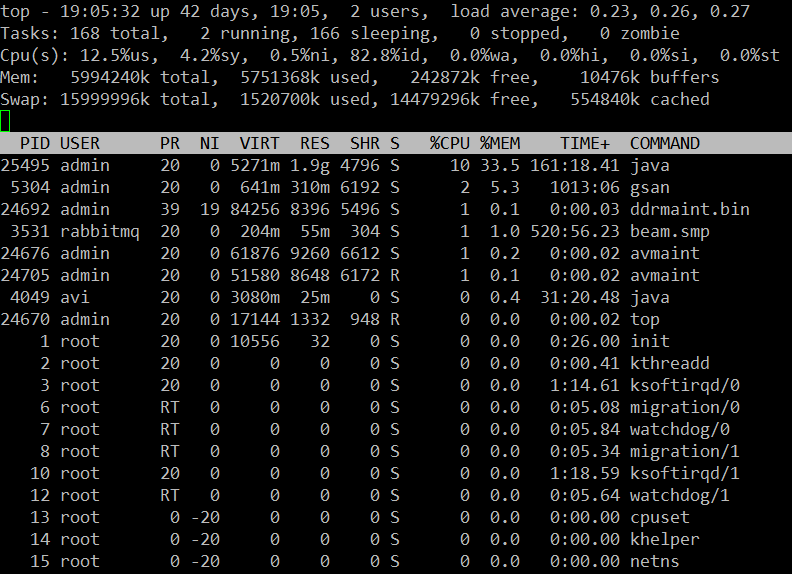 top - 19:05:32 up 42 days, 19:05,  2 users,  load average: 0.23, 0.26, 0.27
Tasks: 168 total,   2 running, 166 sleeping,   0 stopped,   0 zombie
Cpu(s): 12.5%us,  4.2%sy,  0.5%ni, 82.8%id,  0.0%wa,  0.0%hi,  0.0%si,  0.0%st
Mem:   5994240k total,  5751368k used,   242872k free,    10476k buffers
Swap: 15999996k total,  1520700k used, 14479296k free,   554840k cached
  PID USER      PR  NI  VIRT  RES  SHR S   %CPU %MEM    TIME+  COMMAND
25495 admin     20   0 5271m 1.9g 4796 S     10 33.5 161:18.41 java
 5304 admin     20   0  641m 310m 6192 S      2  5.3   1013:06 gsan
24692 admin     39  19 84256 8396 5496 S      1  0.1   0:00.03 ddrmaint.bin
 3531 rabbitmq  20   0  204m  55m  304 S      1  1.0 520:56.23 beam.smp
24676 admin     20   0 61876 9260 6612 S      1  0.2   0:00.02 avmaint
24705 admin     20   0 51580 8648 6172 R      1  0.1   0:00.02 avmaint
 4049 avi       20   0 3080m  25m    0 S      0  0.4  31:20.48 java
24670 admin     20   0 17144 1332  948 R      0  0.0   0:00.02 top
    1 root      20   0 10556   32    0 S      0  0.0   0:26.00 init
    2 root      20   0     0    0    0 S      0  0.0   0:00.41 kthreadd
    3 root      20   0     0    0    0 S      0  0.0   1:14.61 ksoftirqd/0
    6 root      RT   0     0    0    0 S      0  0.0   0:05.08 migration/0
    7 root      RT   0     0    0    0 S      0  0.0   0:05.84 watchdog/0
    8 root      RT   0     0    0    0 S      0  0.0   0:05.34 migration/1
   10 root      20   0     0    0    0 S      0  0.0   1:18.59 ksoftirqd/1
   12 root      RT   0     0    0    0 S      0  0.0   0:05.64 watchdog/1
   13 root       0 -20     0    0    0 S      0  0.0   0:00.00 cpuset
   14 root       0 -20     0    0    0 S      0  0.0   0:00.00 khelper
   15 root       0 -20     0    0    0 S      0  0.0   0:00.00 netns